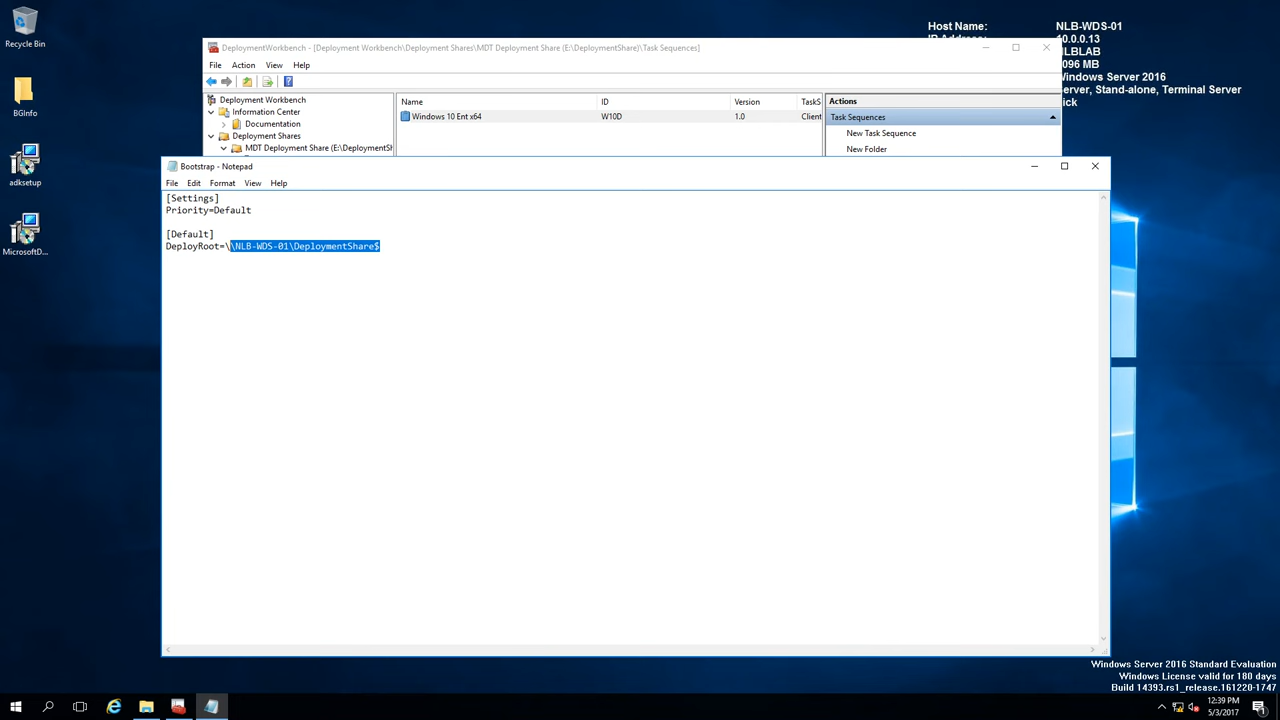 Recycle Bin
BGInfo
adksetup
MicrosoftD...
Host Name:
NLB-WDS-01
10.0.0.13
NLBLAB
096 MB
Windows Server 2016
erver, Stand-alone, Terminal Server
ick
DeploymentWorkbench - [Deployment Workbench\Deployment Shares\MDT Deployment Share (E:\DeploymentShare)\Task Sequences]
File Action View Help
Deployment Workbench
Information Center
Documentation
Deployment Shares
MDT Deployment Share (E:\DeploymentSh
Name ID Version TaskS
Windows 10 Ent x64 W10D 1.0 Client
Actions
Task Sequences
New Task Sequence
New Folder
Bootstrap - Notepad
File Edit Format View Help
[Settings]
Priority=Default
[Default]
DeployRoot=\\NLB-WDS-01\DeploymentShare$
Windows Server 2016 Standard Evaluation
Windows License valid for 180 days
Build 14393.rs1_release.161220-1747
12:39 PM
5/3/2017